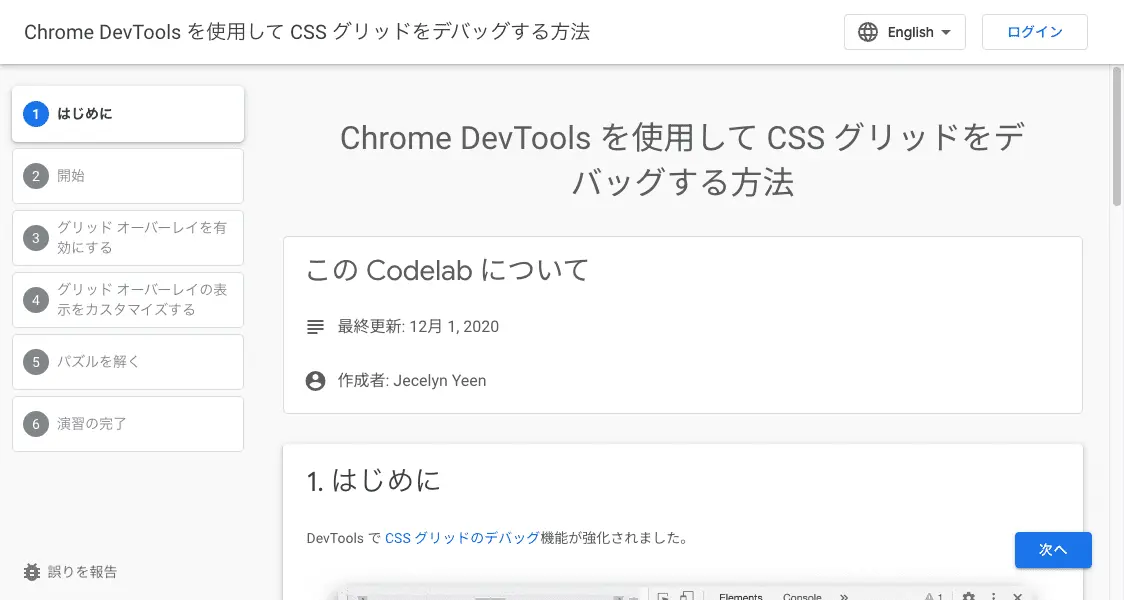 Chrome DevTools を使用して CSS グリッドをデバッグする方法
English
ログイン
1 はじめに
2 開始
3 グリッド オーバーレイを有
効にする
4 グリッド オーバーレイの表
示をカスタマイズする
5 パズルを解く
6 演習の完了
誤りを報告
Chrome DevTools を使用して CSS グリッドをデ
バッグする方法
この Codelab について
最終更新: 12月 1, 2020
作成者: Jecelyn Yeen
1. はじめに
DevTools で CSS グリッドのデバッグ機能が強化されました。
次へ
Elements Console » 1